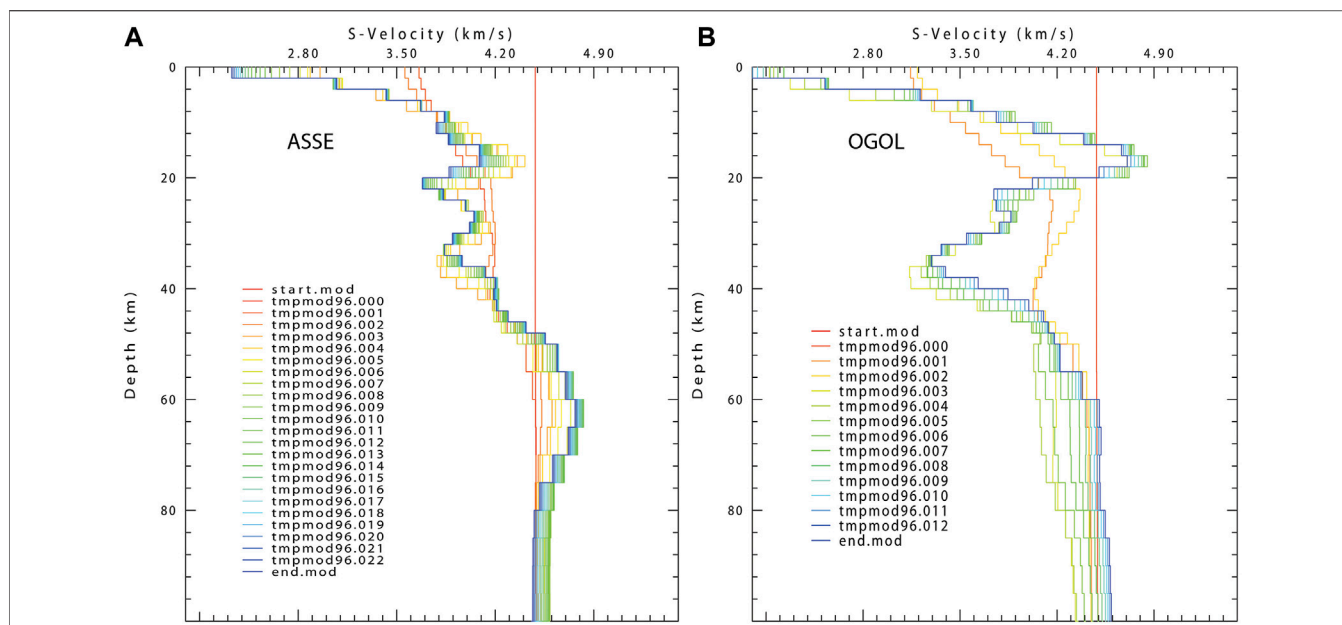 A
S-Velocity (km/s)
2.80 3.50 4.20 4.90
0
20
40
60
80
Depth (km)
ASSE
start.mod
tmpmod96.000
tmpmod96.001
tmpmod96.002
tmpmod96.003
tmpmod96.004
tmpmod96.005
tmpmod96.006
tmpmod96.007
tmpmod96.008
tmpmod96.009
tmpmod96.010
tmpmod96.011
tmpmod96.012
tmpmod96.013
tmpmod96.014
tmpmod96.015
tmpmod96.016
tmpmod96.017
tmpmod96.018
tmpmod96.019
tmpmod96.020
tmpmod96.021
tmpmod96.022
end.mod
B
S-Velocity (km/s)
2.80 3.50 4.20 4.90
0
20
40
60
80
Depth (km)
OGOL
start.mod
tmpmod96.000
tmpmod96.001
tmpmod96.002
tmpmod96.003
tmpmod96.004
tmpmod96.005
tmpmod96.006
tmpmod96.007
tmpmod96.008
tmpmod96.009
tmpmod96.010
tmpmod96.011
tmpmod96.012
end.mod